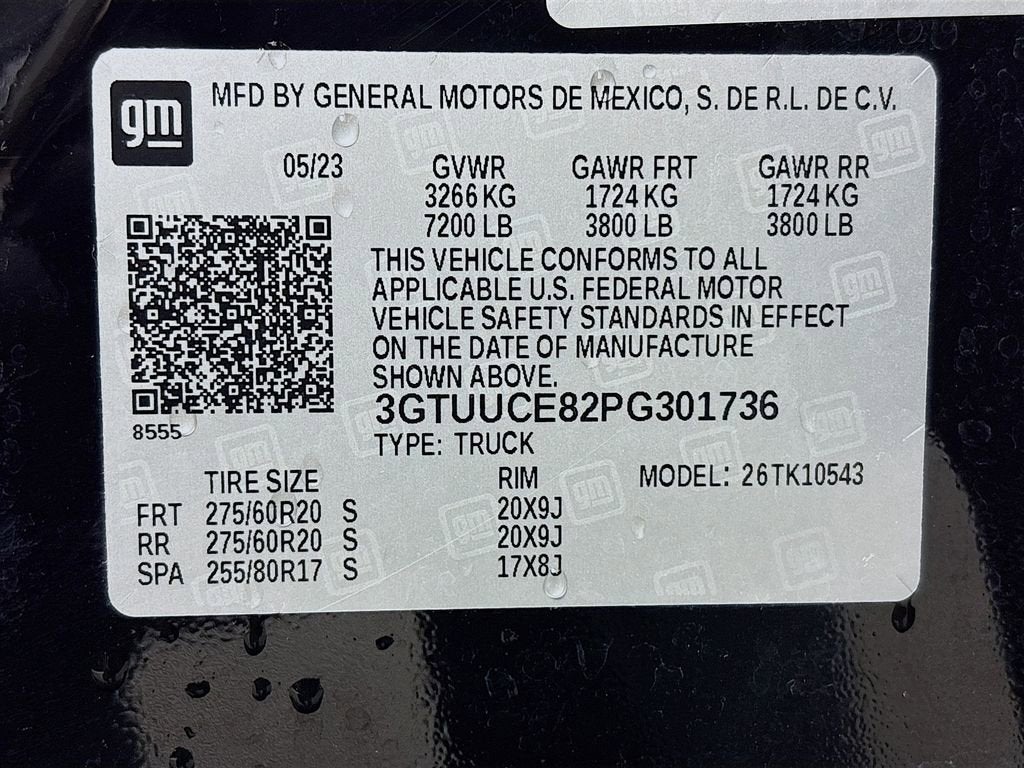 gm
MFD BY GENERAL MOTORS DE MEXICO, S. DE R.L. DE C.V.
05/23 GVWR GAWR FRT GAWR RR
3266 KG 1724 KG 1724 KG
7200 LB 3800 LB 3800 LB
THIS VEHICLE CONFORMS TO ALL
APPLICABLE U.S. FEDERAL MOTOR
VEHICLE SAFETY STANDARDS IN EFFECT
ON THE DATE OF MANUFACTURE
SHOWN ABOVE.
3GTUUCE82PG301736
8555
TYPE: TRUCK
TIRE SIZE RIM MODEL: 26TK10543
FRT 275/60R20 S 20X9J
RR 275/60R20 S 20X9J
SPA 255/80R17 S 17X8J